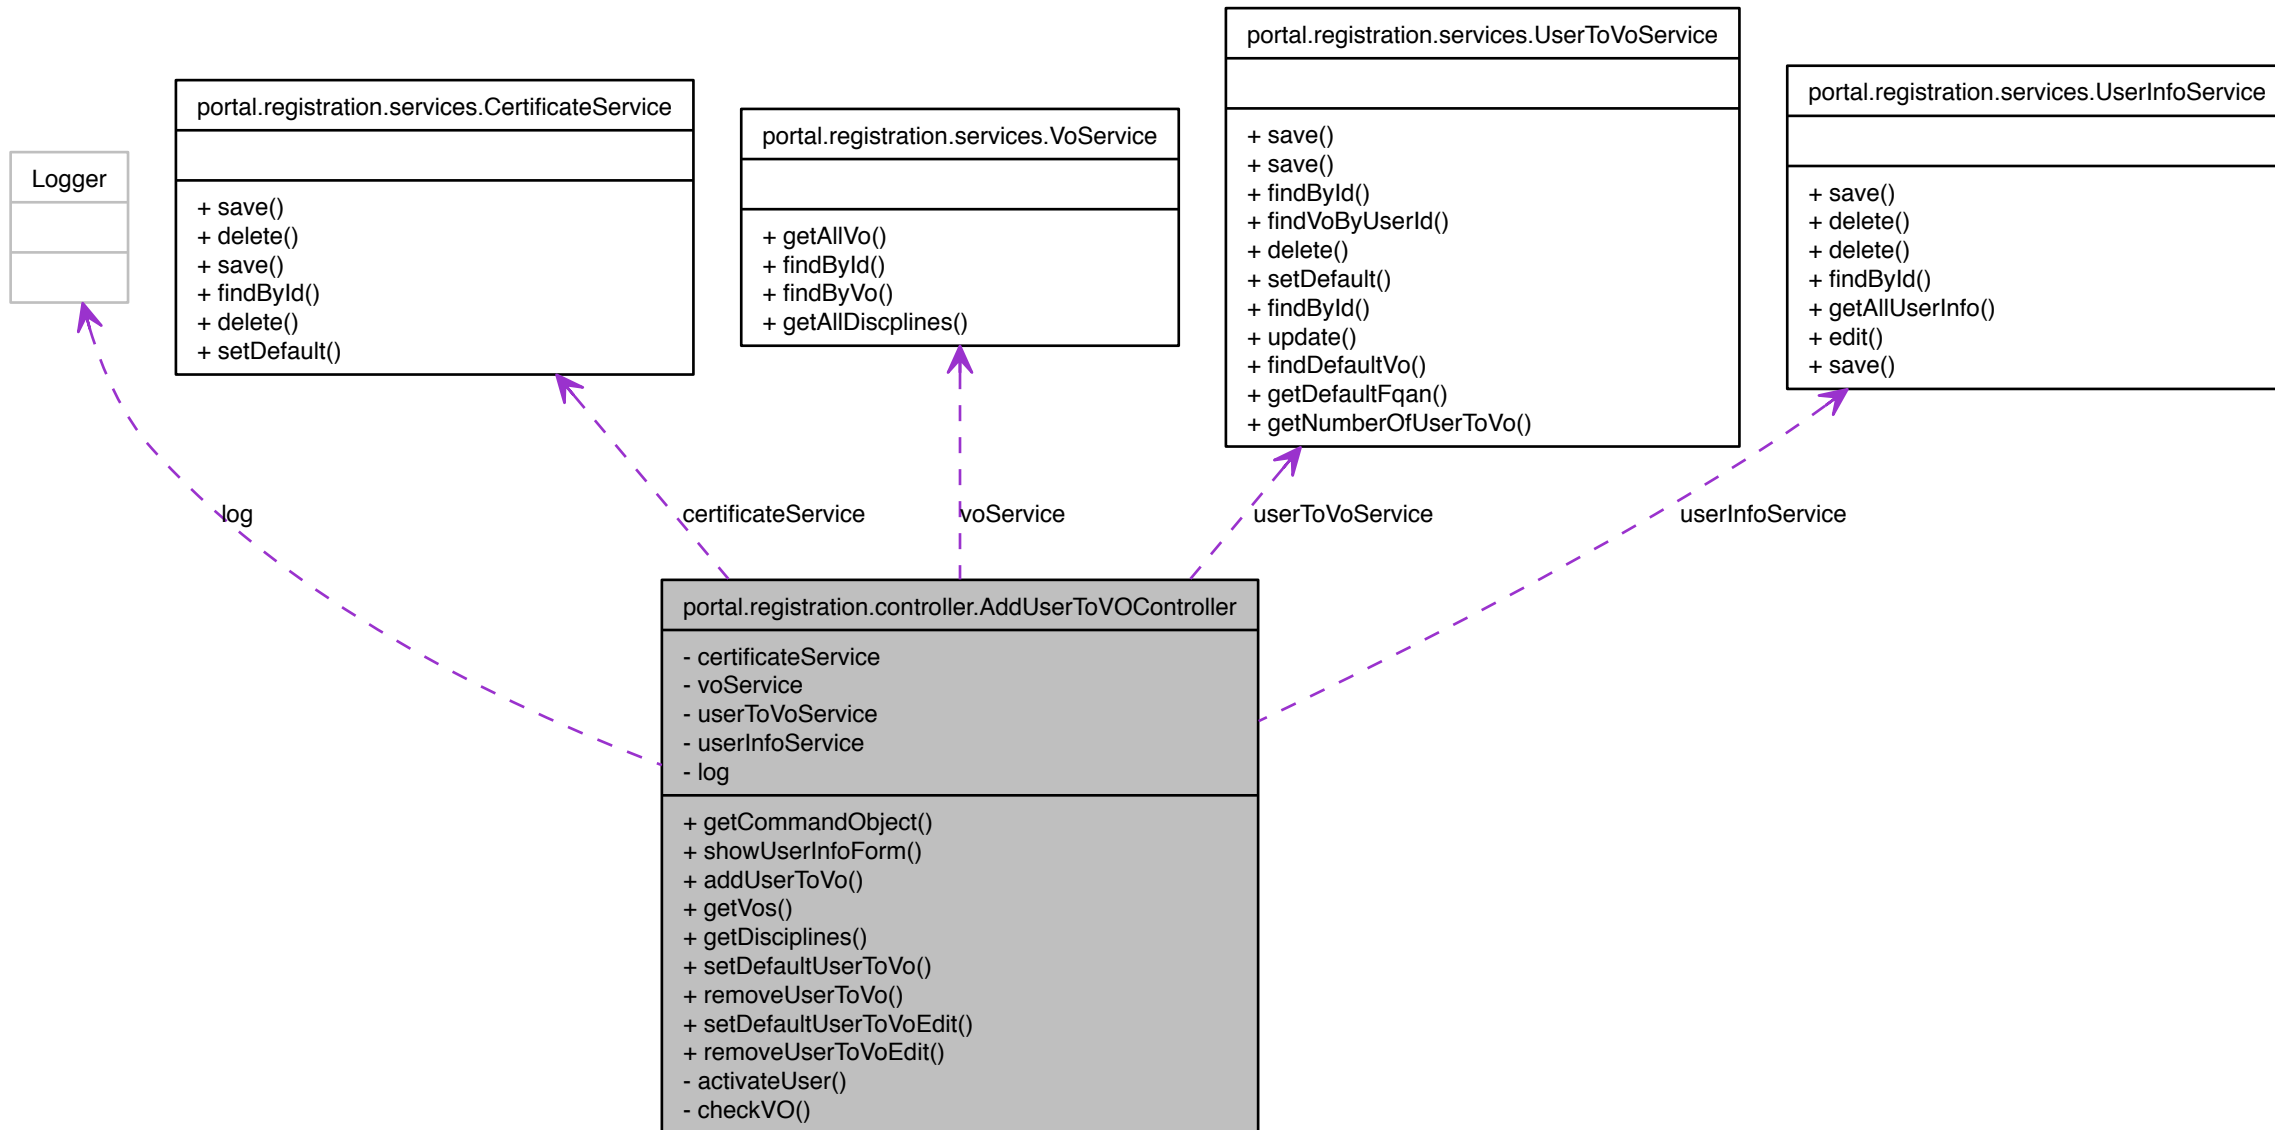 portal.registration.services.UserToVoService
+ save()
+ save()
+ findById()
+ findVoByUserId()
+ delete()
+ setDefault()
+ findById()
+ update()
+ findDefaultVo()
+ getDefaultFqan()
+ getNumberOfUserToVo()
portal.registration.services.UserInfoService
+ save()
+ delete()
+ delete()
+ findById()
+ getAllUserInfo()
+ edit()
+ save()
portal.registration.services.CertificateService
+ save()
+ delete()
+ save()
+ findById()
+ delete()
+ setDefault()
portal.registration.services.VoService
+ getAllVo()
+ findById()
+ findByVo()
+ getAllDiscplines()
Logger
log
certificateService
voService
userToVoService
userInfoService
portal.registration.controller.AddUserToVOController
- certificateService
- voService
- userToVoService
- userInfoService
- log
+ getCommandObject()
+ showUserInfoForm()
+ addUserToVo()
+ getVos()
+ getDisciplines()
+ setDefaultUserToVo()
+ removeUserToVo()
+ setDefaultUserToVoEdit()
+ removeUserToVoEdit()
- activateUser()
- checkVO()